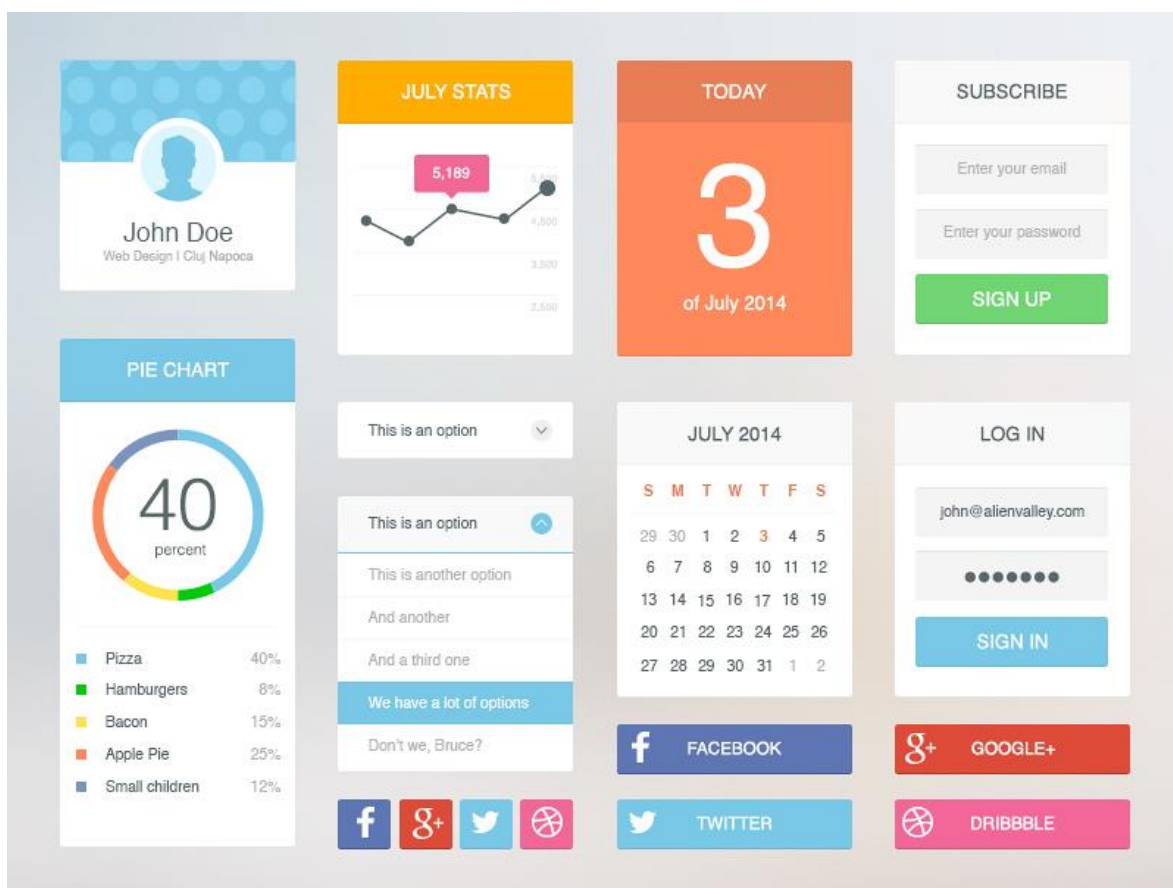 John Doe
Web Design | Cluj Napoca
PIE CHART
40
percent
Pizza 40%
Hamburgers 8%
Bacon 15%
Apple Pie 25%
Small children 12%
JULY STATS
5,189
5,500
4,500
3,500
2,500
This is an option
This is an option
This is another option
And another
And a third one
We have a lot of options
Don't we, Bruce?
f 8+
TODAY
3
of July 2014
JULY 2014
S M T W T F S
29 30 1 2 3 4 5
6 7 8 9 10 11 12
13 14 15 16 17 18 19
20 21 22 23 24 25 26
27 28 29 30 31 1 2
f FACEBOOK
TWITTER
SUBSCRIBE
Enter your email
Enter your password
SIGN UP
LOG IN
john@alienvalley.com
SIGN IN
8+ GOOGLE+
DRIBBBLE